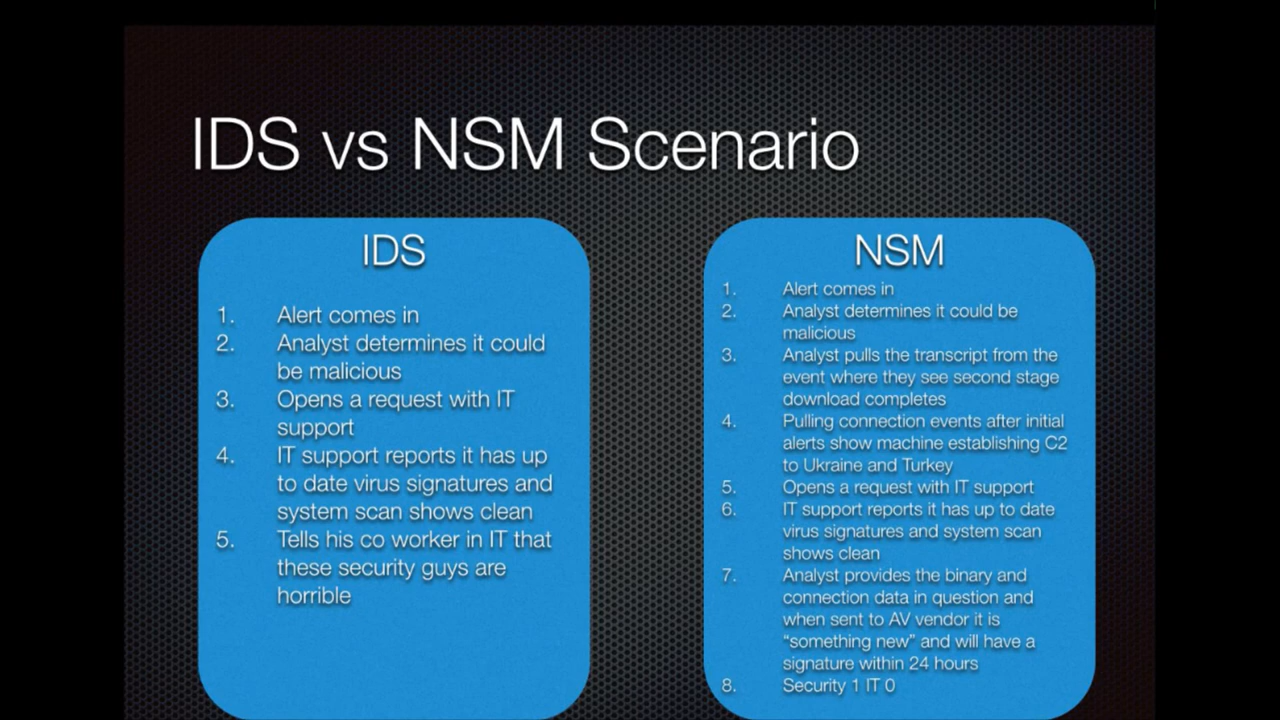 IDS vs NSM Scenario
IDS
1. Alert comes in
2. Analyst determines it could
be malicious
3. Opens a request with IT
support
4. IT support reports it has up
to date virus signatures and
system scan shows clean
5. Tells his co worker in IT that
these security guys are
horrible
NSM
1. Alert comes in
2. Analyst determines it could be
malicious
3. Analyst pulls the transcript from the
event where they see second stage
download completes
4. Pulling connection events after initial
alerts show machine establishing C2
to Ukraine and Turkey
5. Opens a request with IT support
6. IT support reports it has up to date
virus signatures and system scan
shows clean
7. Analyst provides the binary and
connection data in question and
when sent to AV vendor it is
“something new” and will have a
signature within 24 hours
8. Security 1 IT 0